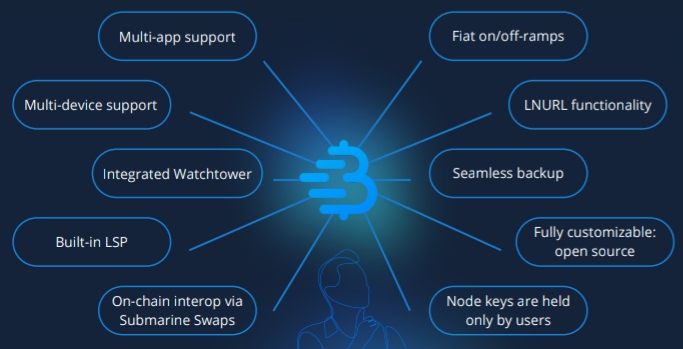 Multi-app support
Fiat on/off-ramps
Multi-device support
LNURL functionality
Integrated Watchtower
Seamless backup
Built-in LSP
Fully customizable:
open source
On-chain interop via
Submarine Swaps
Node keys are held
only by users